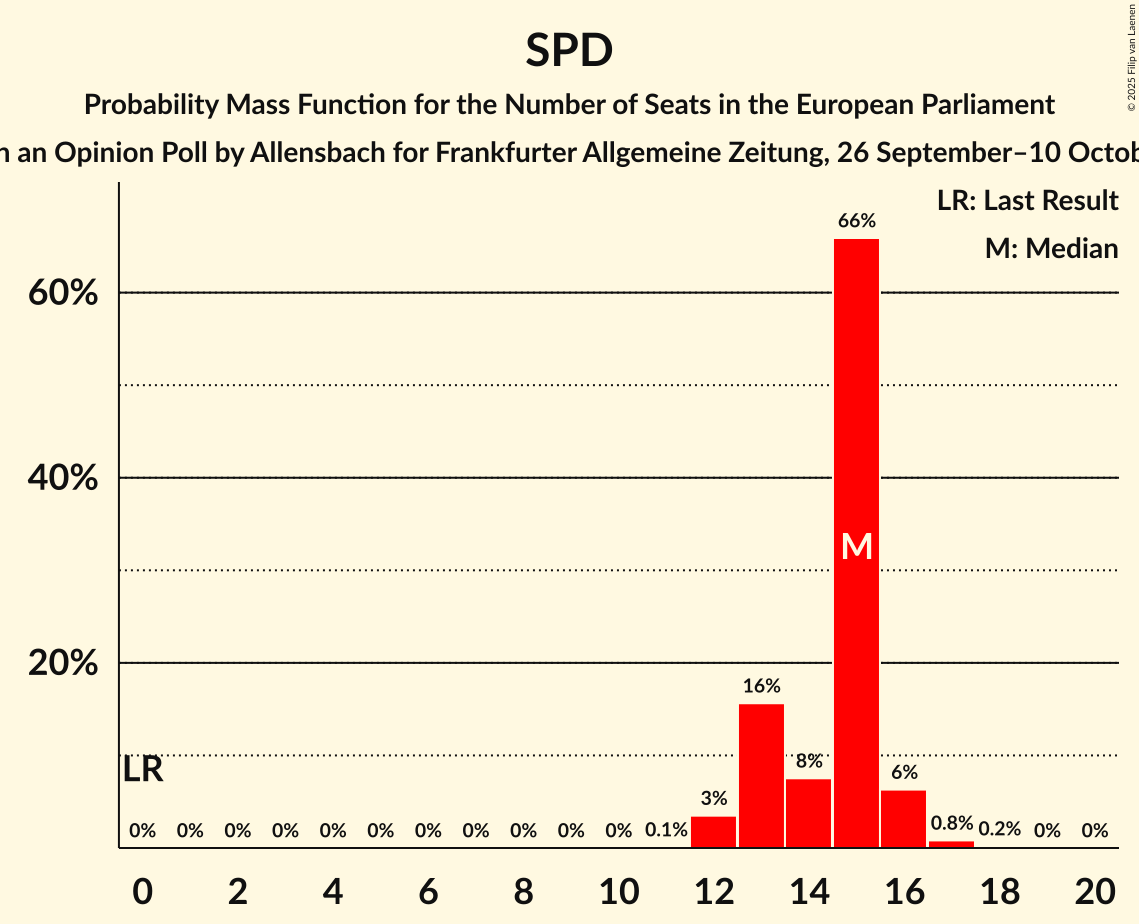 SPD
Probability Mass Function for the Number of Seats in the European Parliament
an Opinion Poll by Allensbach for Frankfurter Allgemeine Zeitung, 26 September–10
© 2025 Filip van Laenen
LR: Last Result
M: Median
66%
60%
40%
M
20%
16%
LR
8%
6%
3%
0% 0% 0% 0% 0% 0% 0% 0% 0% 0% 0% 0.1% 0.8% 0.2% 0% 0%
0 2 4 6 8 10 12 14 16 18 20